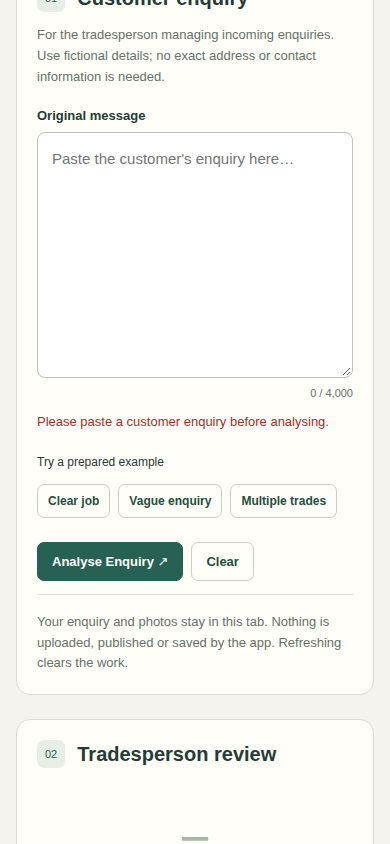 01 Customer enquiry
For the tradesperson managing incoming enquiries.
Use fictional details; no exact address or contact
information is needed.
Original message
Paste the customer's enquiry here…
0 / 4,000
Please paste a customer enquiry before analysing.
Try a prepared example
Clear job Vague enquiry Multiple trades
Analyse Enquiry ↗ Clear
Your enquiry and photos stay in this tab. Nothing is
uploaded, published or saved by the app. Refreshing
clears the work.
02 Tradesperson review